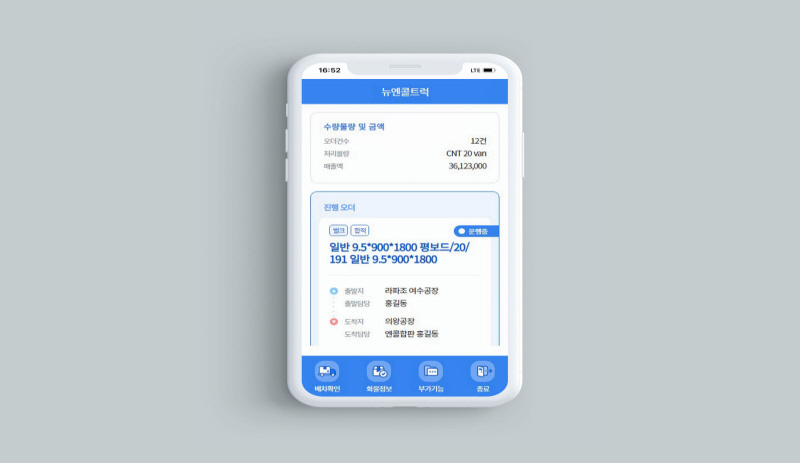 16:52
LTE
뉴엔콜트럭
수량물량 및 금액
오더건수 12건
처리물량 CNT 20 van
매출액 36,123,000
진행 오더
벌크 합적
운행중
일반 9.5*900*1800 평보드/20/
191 일반 9.5*900*1800
출발지 라파조 여수공장
출발담당 홍길동
도착지 의왕공장
도착담당 엔콜합판 홍길동
배차확인 화물정보 부가기능 종료